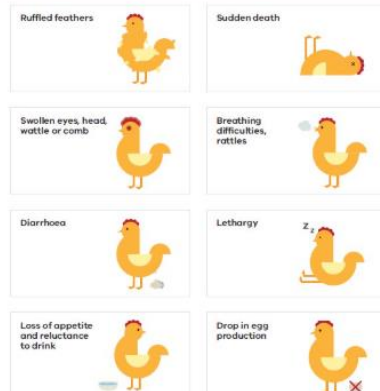 Ruffled feathers
Sudden death
Swollen eyes, head,
wattle or comb
Breathing
difficulties,
rattles
Diarrhoea
Lethargy
Z z
Loss of appetite
and reluctance
to drink
Drop in egg
production